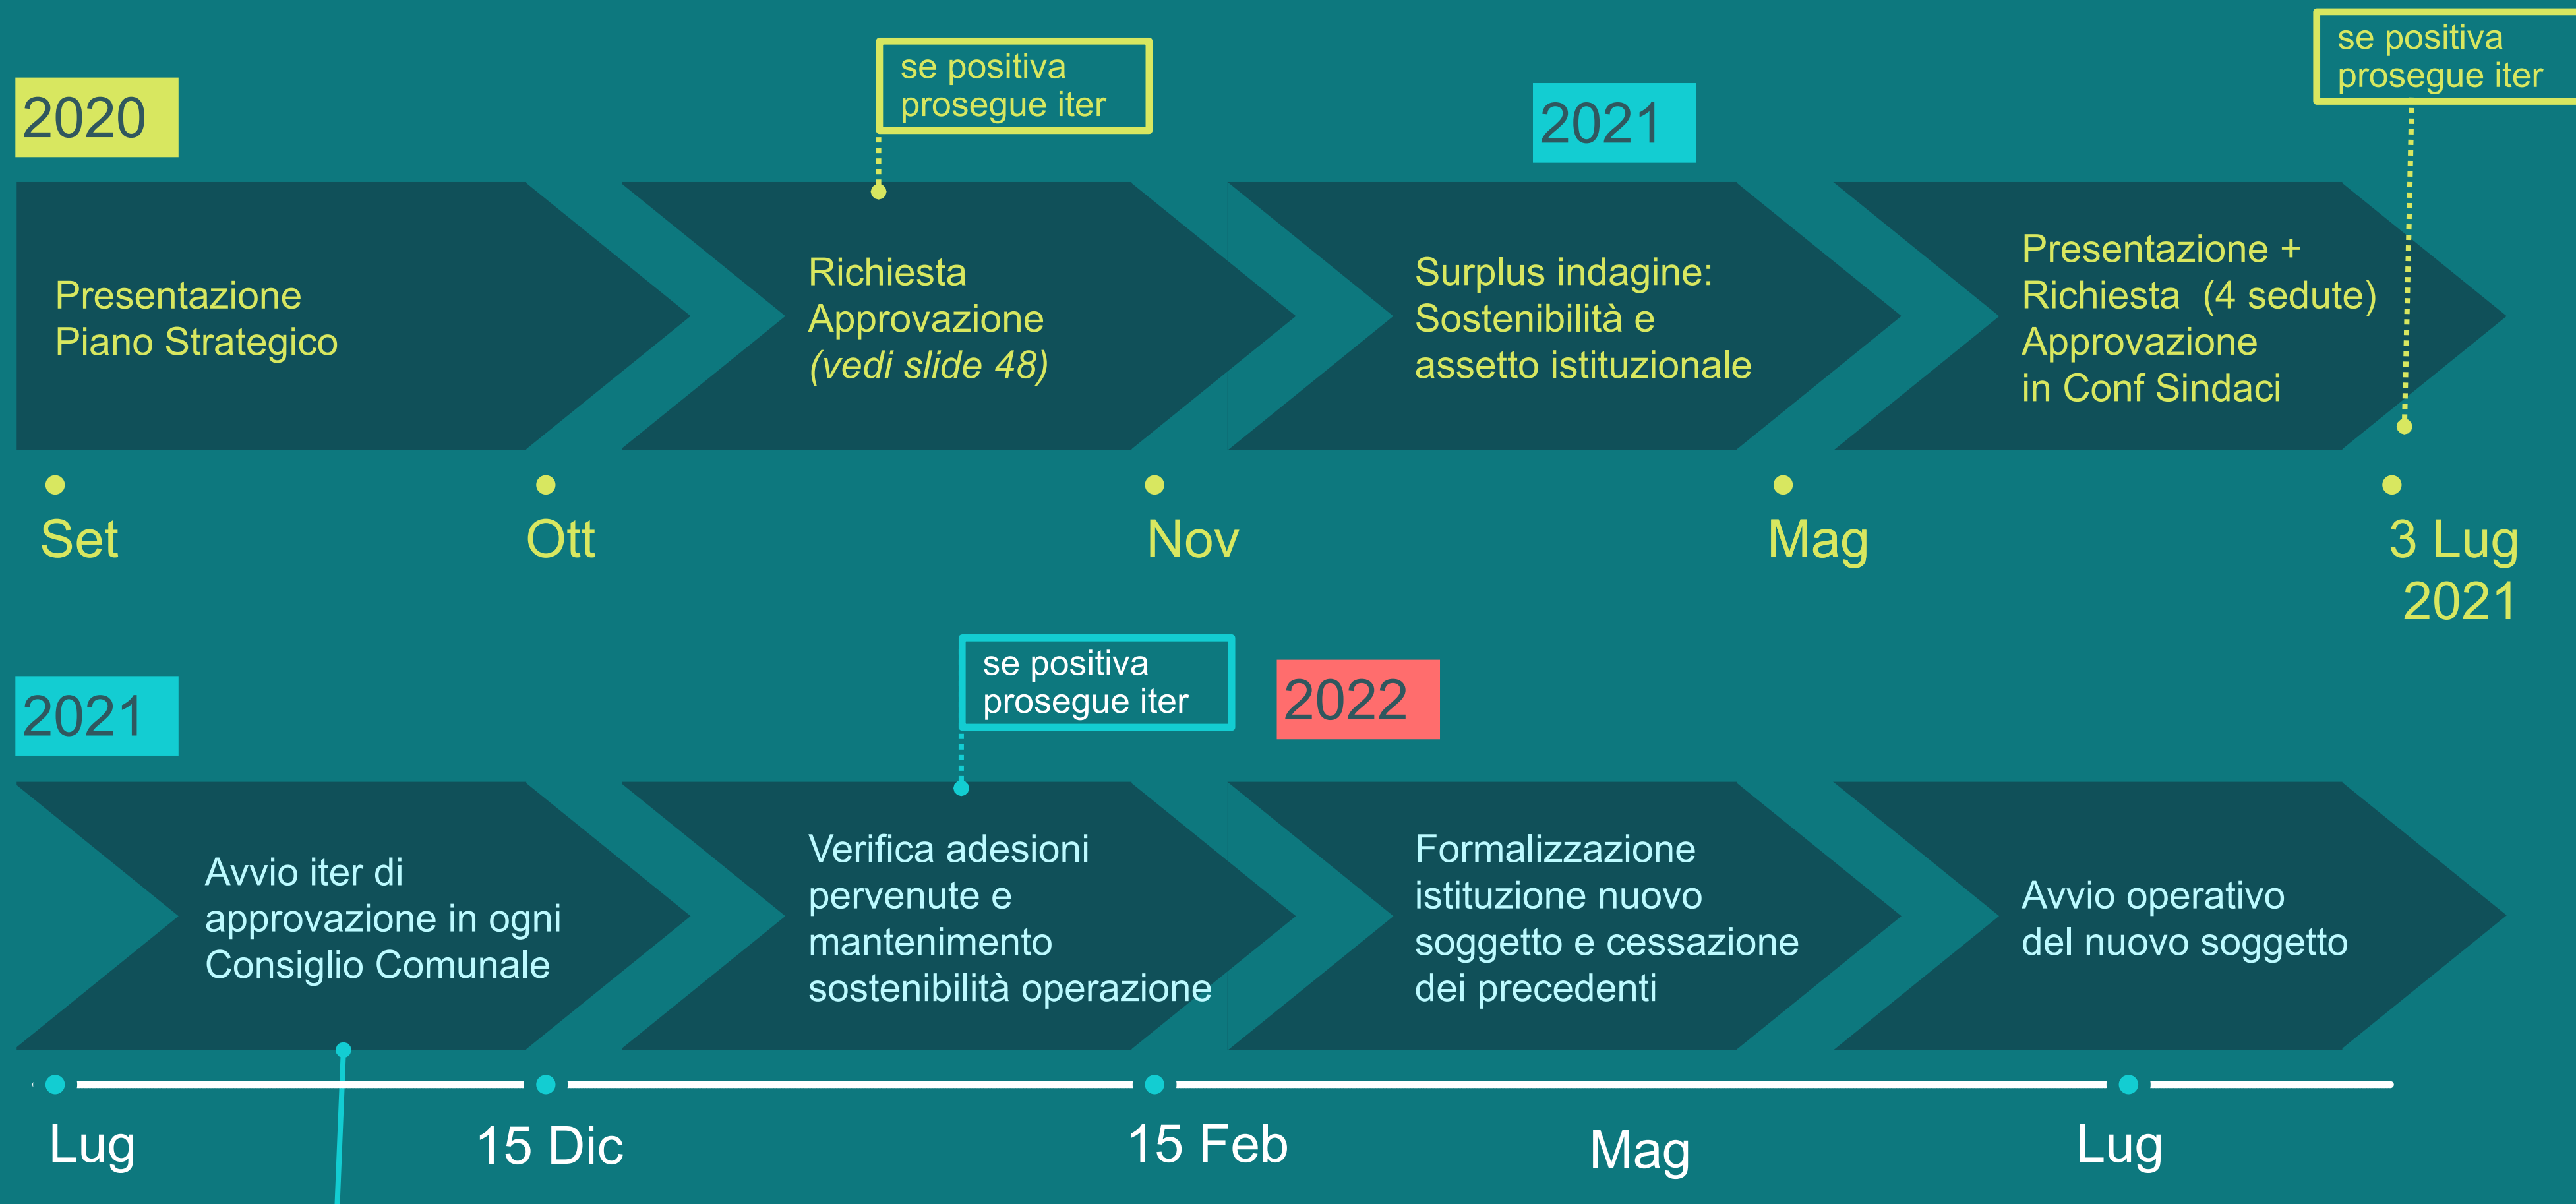 2020
se positiva
prosegue iter
2021
se positiva
prosegue iter
Presentazione
Piano Strategico
Richiesta
Approvazione
(vedi slide 48)
Surplus indagine:
Sostenibilità e
assetto istituzionale
Presentazione +
Richiesta (4 sedute)
Approvazione
in Conf Sindaci
Set
Ott
Nov
Mag
3 Lug
2021
2021
se positiva
prosegue iter
2022
Avvio iter di
approvazione in ogni
Consiglio Comunale
Verifica adesioni
pervenute e
mantenimento
sostenibilità operazione
Formalizzazione
istituzione nuovo
soggetto e cessazione
dei precedenti
Avvio operativo
del nuovo soggetto
Lug
15 Dic
15 Feb
Mag
Lug